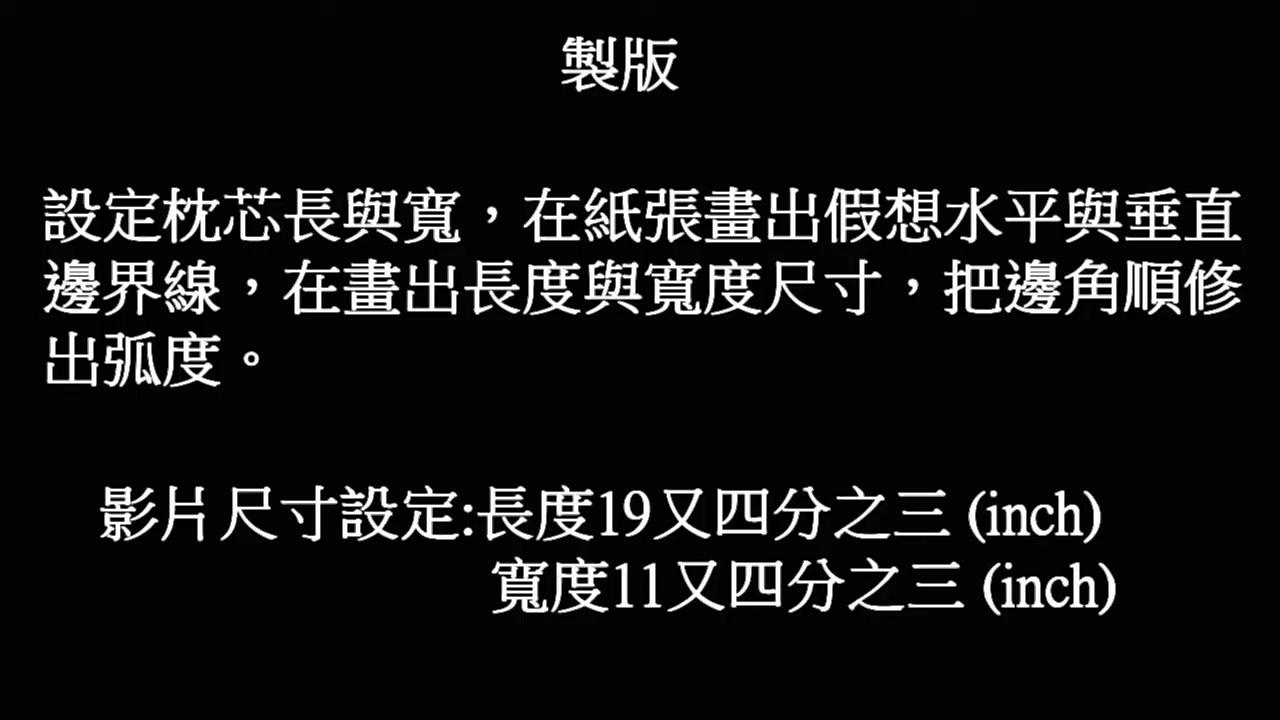 製版
設定枕芯長與寬，在紙張畫出假想水平與垂直
邊界線，在畫出長度與寬度尺寸，把邊角順修
出弧度。
影片尺寸設定:長度19又四分之三 (inch)
寬度11又四分之三 (inch)